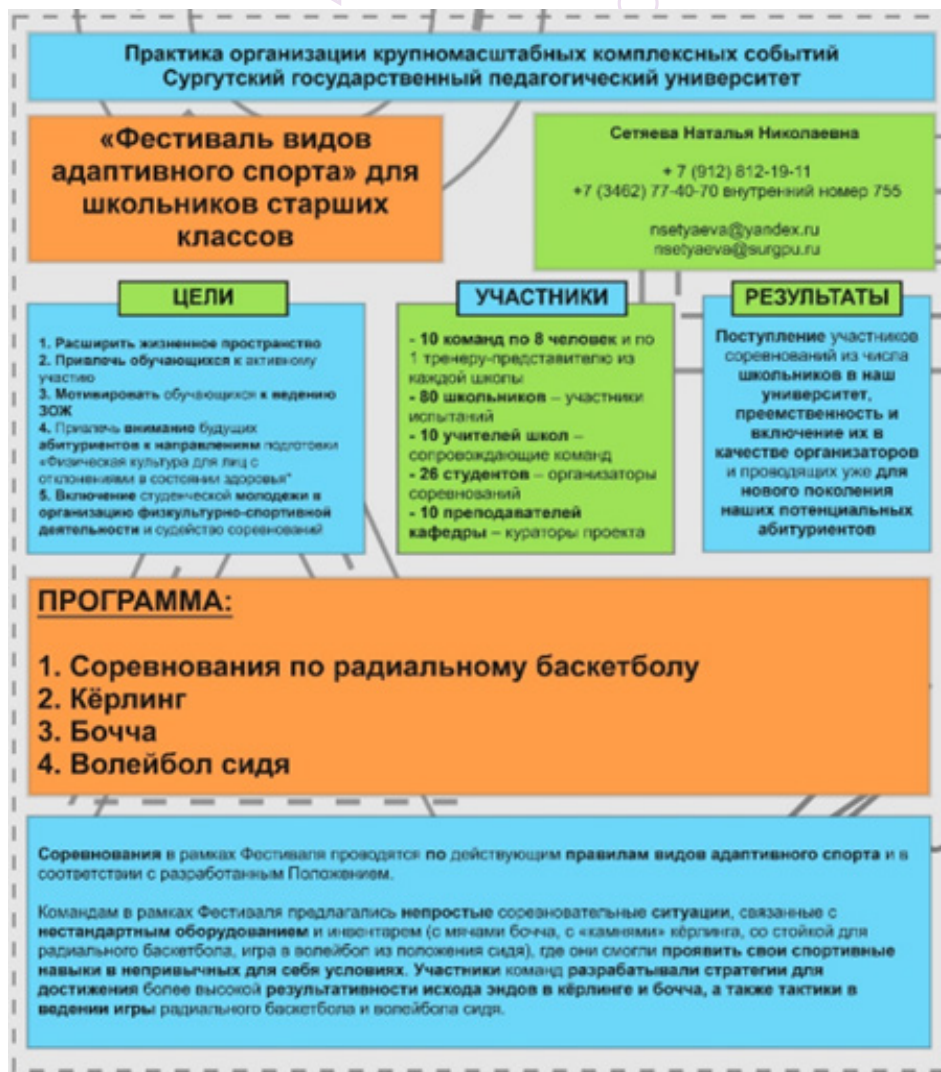 Практика организации крупномасштабных комплексных событий
Сургутский государственный педагогический университет
«Фестиваль видов
адаптивного спорта» для
школьников старших
классов
Сетяева Наталья Николаевна
+ 7 (912) 812-19-11
+7 (3462) 77-40-70 внутренний номер 755
nsetyaeva@yandex.ru
nsetyaeva@surgpu.ru
ЦЕЛИ
1. Расширить жизненное пространство
2. Привлечь обучающихся к активному
участию
3. Мотивировать обучающихся к ведению
ЗОЖ
4. Привлечь внимание будущих
абитуриентов к направлениям подготовки
«Физическая культура для лиц с
отклонениями в состоянии здоровья"
5. Включение студенческой молодежи в
организацию физкультурно-спортивной
деятельности и судейство соревнований
УЧАСТНИКИ
- 10 команд по 8 человек и по
1 тренеру-представителю из
каждой школы
- 80 школьников – участники
испытаний
- 10 учителей школ –
сопровождающие команд
- 26 студентов – организаторы
соревнований
- 10 преподавателей
кафедры – кураторы проекта
РЕЗУЛЬТАТЫ
Поступление участников
соревнований из числа
школьников в наш
университет,
преемственность и
включение их в
качестве организаторов
и проводящих уже для
нового поколения
наших потенциальных
абитуриентов
ПРОГРАММА:
1. Соревнования по радиальному баскетболу
2. Кёрлинг
3. Бочча
4. Волейбол сидя
Соревнования в рамках Фестиваля проводятся по действующим правилам видов адаптивного спорта и в
соответствии с разработанным Положением.
Командам в рамках Фестиваля предлагались непростые соревновательные ситуации, связанные с
нестандартным оборудованием и инвентарем (с мячами бочча, с «камнями» кёрлинга, со стойкой для
радиального баскетбола, игра в волейбол из положения сидя), где они смогли проявить свои спортивные
навыки в непривычных для себя условиях. Участники команд разрабатывали стратегии для
достижения более высокой результативности исхода эндов в кёрлинге и бочча, а также тактики в
ведении игры радиального баскетбола и волейбола сидя.